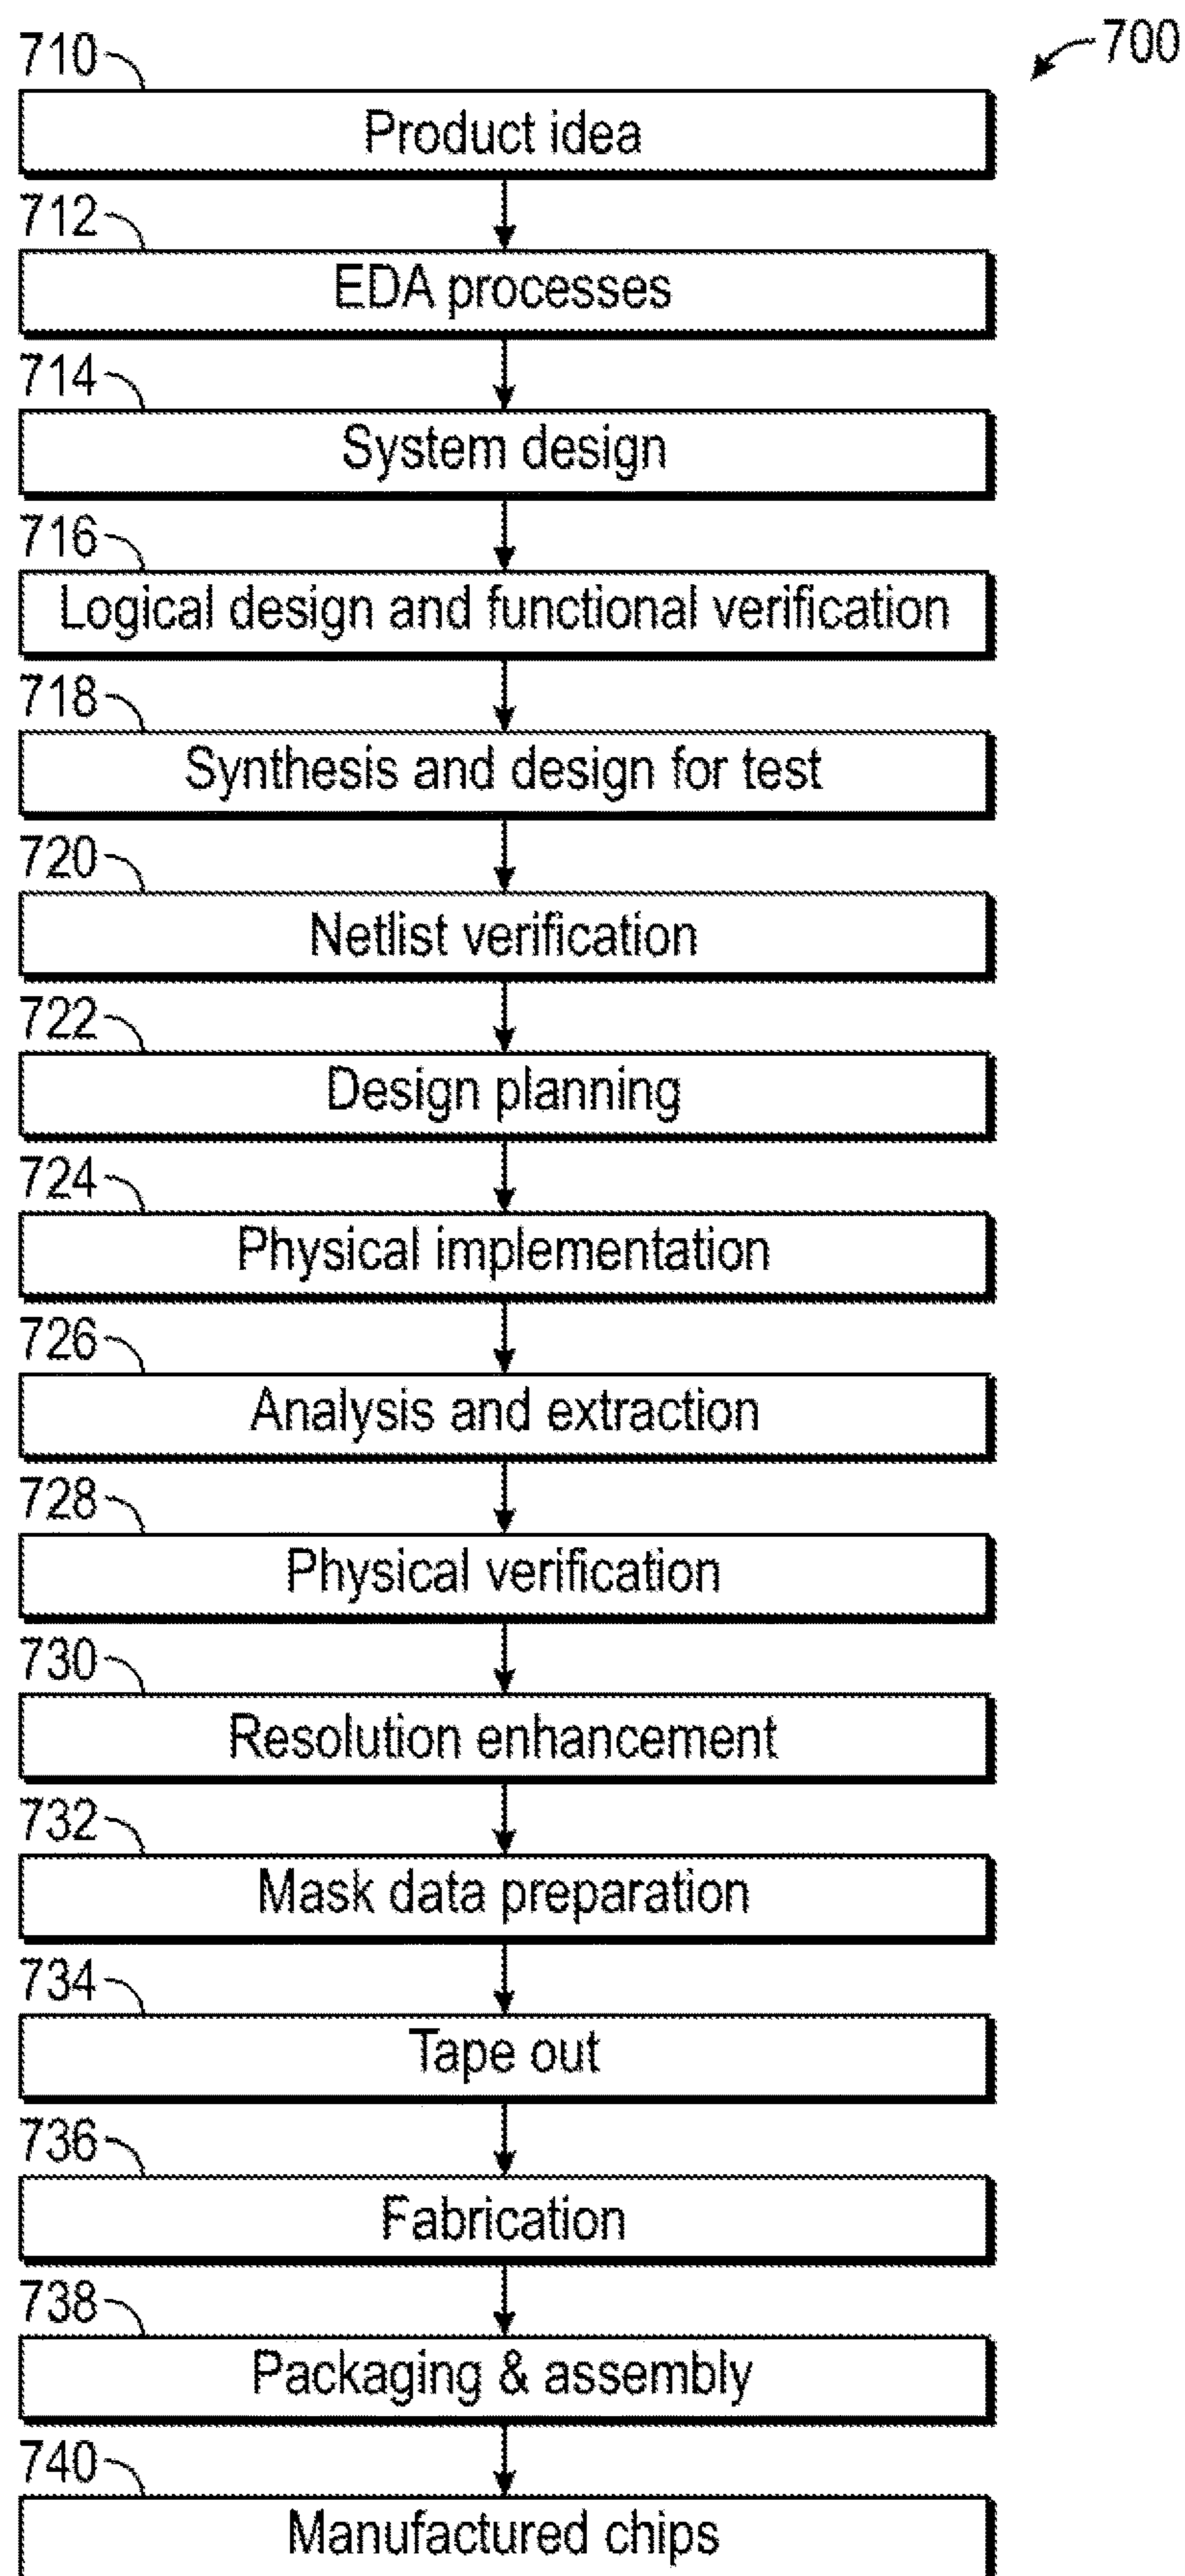 700
710
Product idea
712
EDA processes
714
System design
716
Logical design and functional verification
718
Synthesis and design for test
720
Netlist verification
722
Design planning
724
Physical implementation
726
Analysis and extraction
728
Physical verification
730
Resolution enhancement
732
Mask data preparation
734
Tape out
736
Fabrication
738
Packaging & assembly
740
Manufactured chips